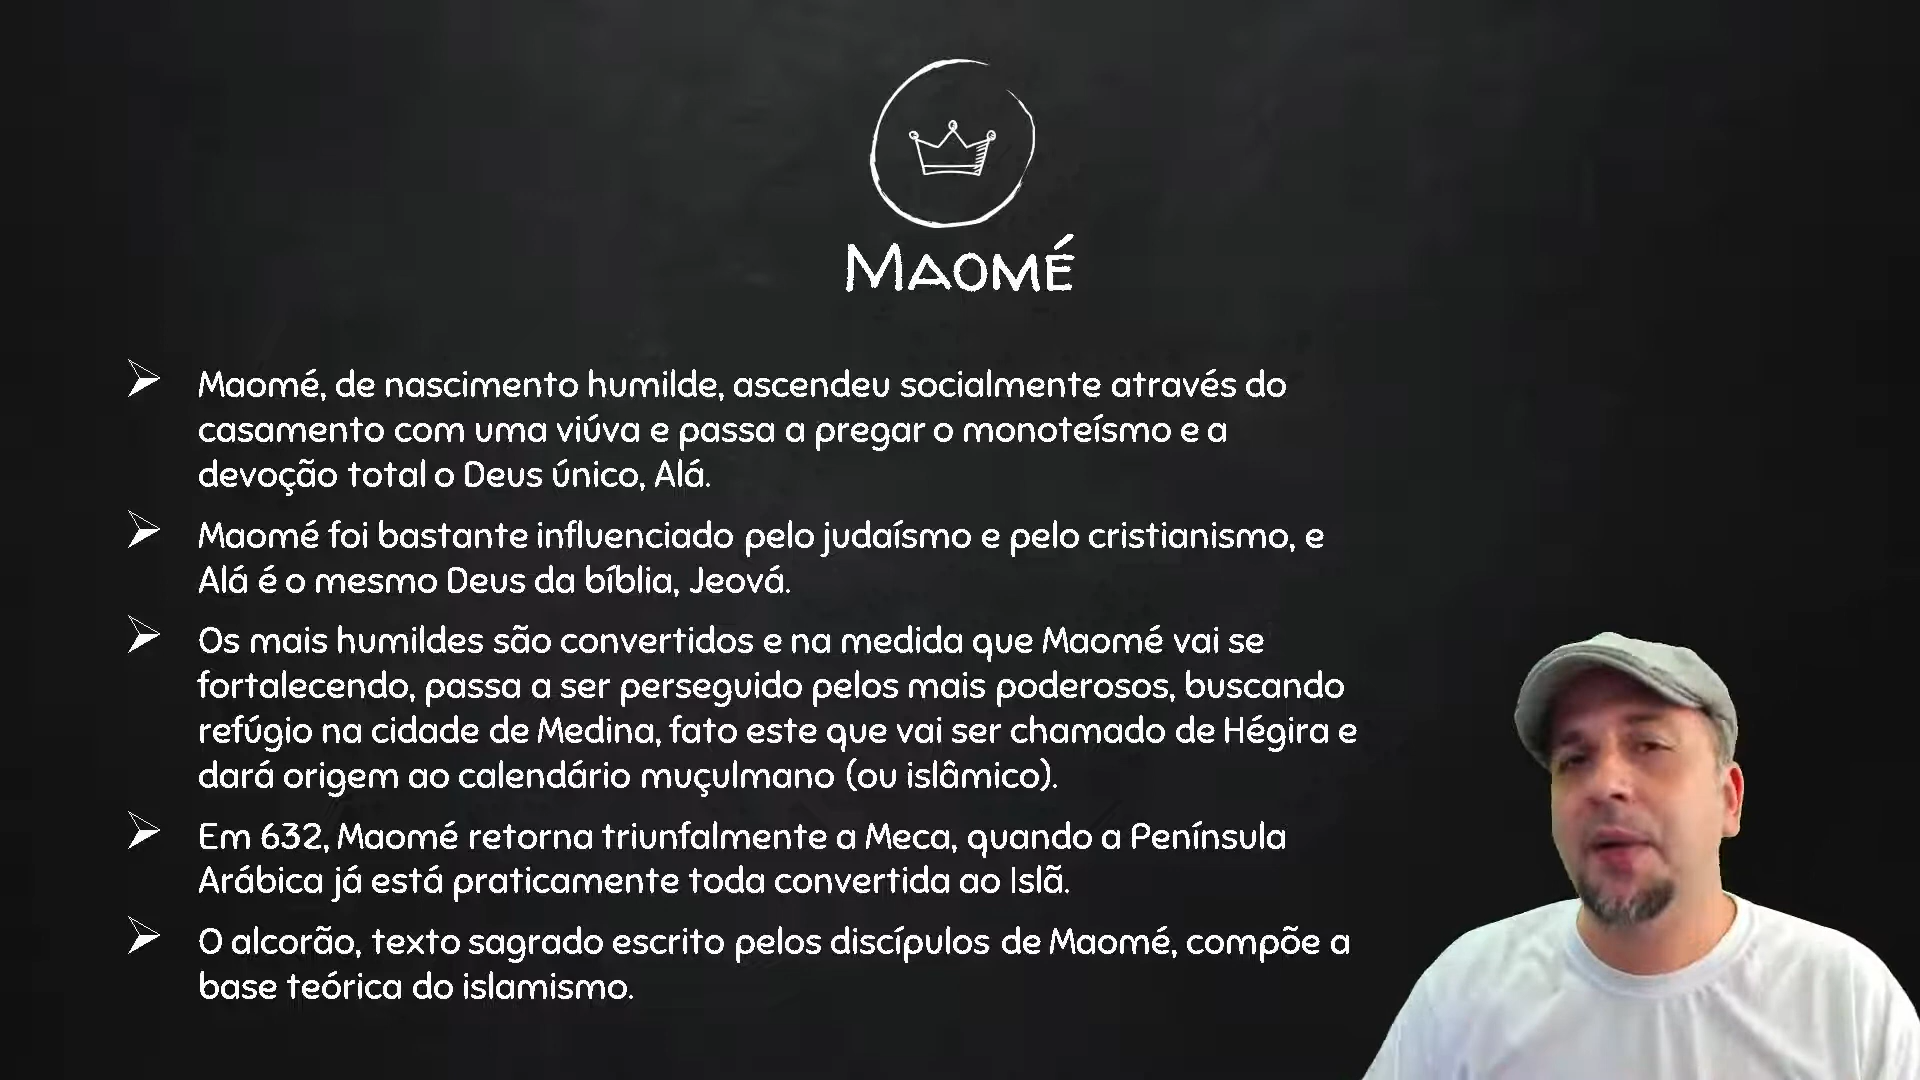 Maomé
Maomé, de nascimento humilde, ascendeu socialmente através do
casamento com uma viúva e passa a pregar o monoteísmo e a
devoção total o Deus único, Alá.
Maomé foi bastante influenciado pelo judaísmo e pelo cristianismo, e
Alá é o mesmo Deus da bíblia, Jeová.
Os mais humildes são convertidos e na medida que Maomé vai se
fortalecendo, passa a ser perseguido pelos mais poderosos, buscando
refúgio na cidade de Medina, fato este que vai ser chamado de Hégira e
dará origem ao calendário muçulmano (ou islâmico).
Em 632, Maomé retorna triunfalmente a Meca, quando a Península
Arábica já está praticamente toda convertida ao Islã.
O alcorão, texto sagrado escrito pelos discípulos de Maomé, compõe a
base teórica do islamismo.